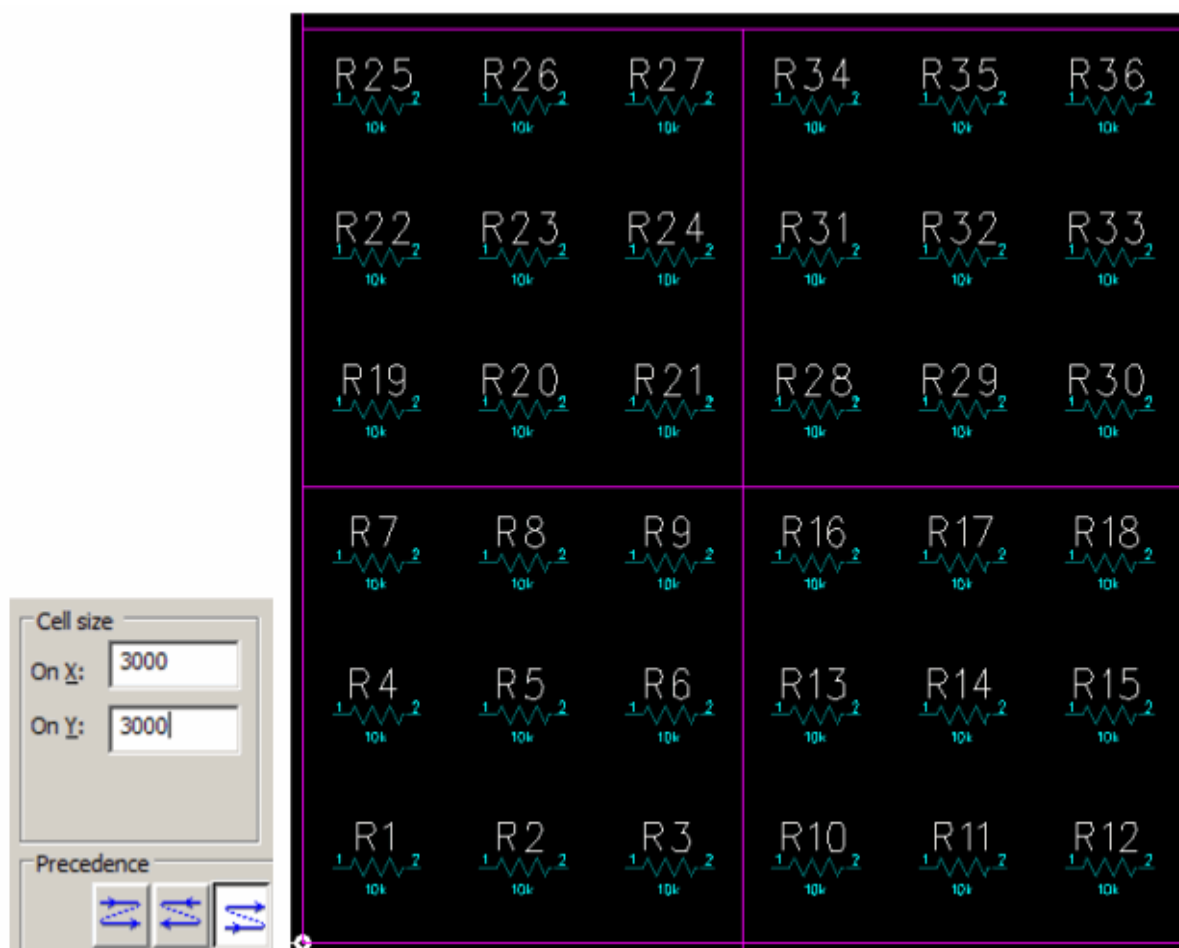 R25 R26 R27 R34 R35 R36
1 2 1 2 1 2 1 2 1 2 1 2
10k 10k 10k 10k 10k 10k
R22 R23 R24 R31 R32 R33
1 2 1 2 1 2 1 2 1 2 1 2
10k 10k 10k 10k 10k 10k
R19 R20 R21 R28 R29 R30
1 2 1 2 1 2 1 2 1 2 1 2
10k 10k 10k 10k 10k 10k
R7 R8 R9 R16 R17 R18
1 2 1 2 1 2 1 2 1 2 1 2
10k 10k 10k 10k 10k 10k
R4 R5 R6 R13 R14 R15
1 2 1 2 1 2 1 2 1 2 1 2
10k 10k 10k 10k 10k 10k
R1 R2 R3 R10 R11 R12
1 2 1 2 1 2 1 2 1 2 1 2
10k 10k 10k 10k 10k 10k
Cell size
On X: 3000
On Y: 3000
Precedence